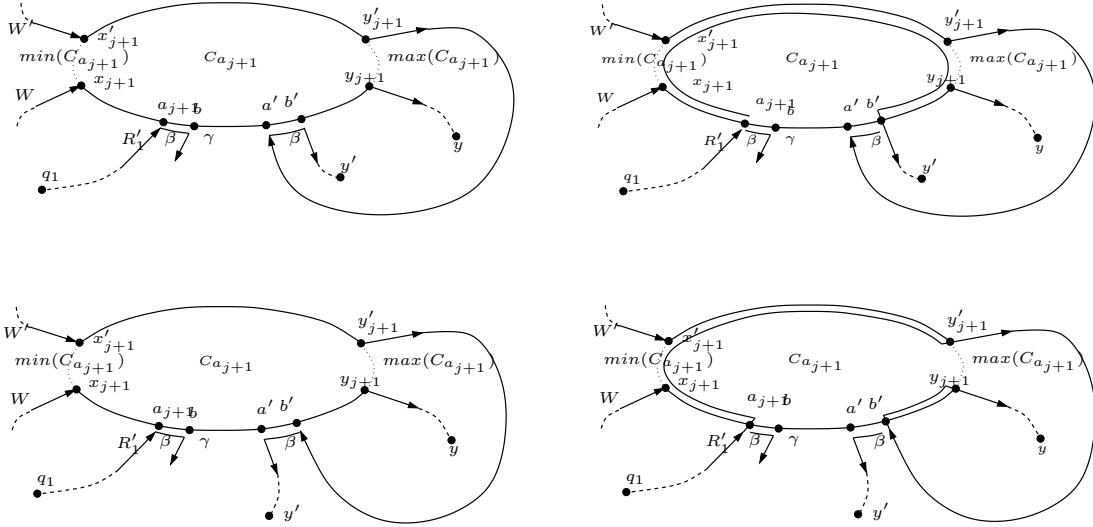 W' x'_{j+1} y'_{j+1}
min(C_{a_{j+1}}) C_{a_{j+1}} max(C_{a_{j+1}})
x_{j+1} y_{j+1}
W a_{j+1} b a' b'
R'_1 β γ β y
q_1 y'
W' x'_{j+1} y'_{j+1}
min(C_{a_{j+1}}) C_{a_{j+1}} max(C_{a_{j+1}})
x_{j+1} y_{j+1}
W a_{j+1} b a' b'
R'_1 β γ β y
q_1 y'
W' x'_{j+1} y'_{j+1}
min(C_{a_{j+1}}) C_{a_{j+1}} max(C_{a_{j+1}})
x_{j+1} y_{j+1}
W a_{j+1} b a' b'
R'_1 β γ β y
q_1 y'
W' x'_{j+1} y'_{j+1}
min(C_{a_{j+1}}) C_{a_{j+1}} max(C_{a_{j+1}})
x_{j+1} y_{j+1}
W a_{j+1} b a' b'
R'_1 β γ β y
q_1 y'